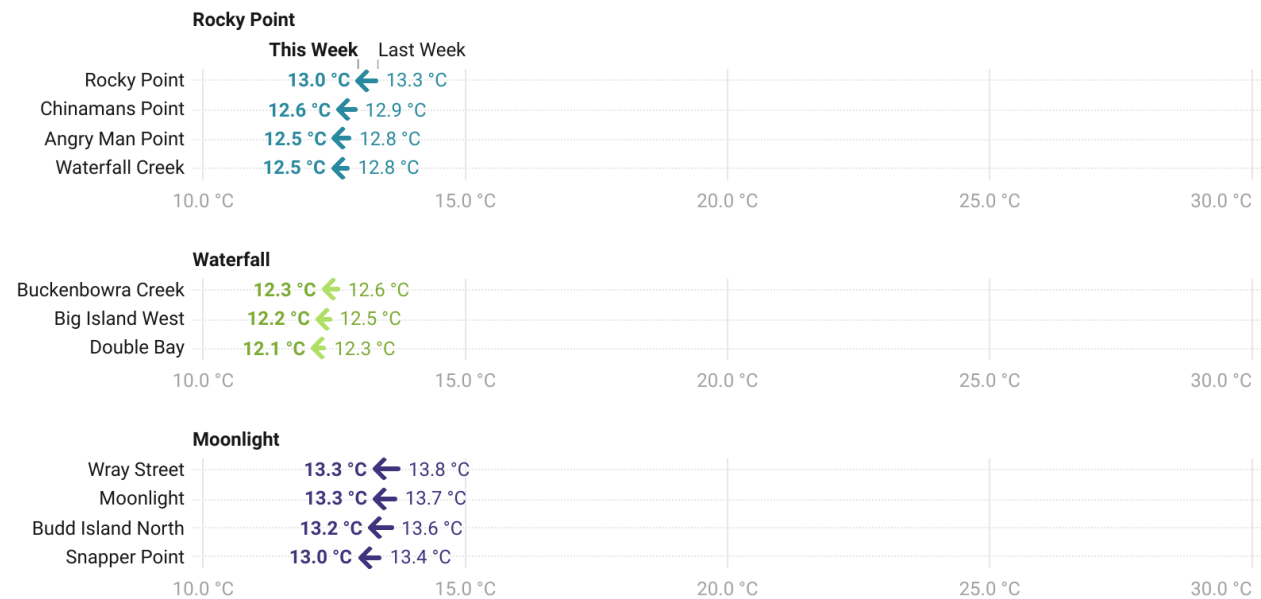 Rocky Point
This Week Last Week
Rocky Point 13.0 °C 13.3 °C
Chinamans Point 12.6 °C 12.9 °C
Angry Man Point 12.5 °C 12.8 °C
Waterfall Creek 12.5 °C 12.8 °C
10.0 °C 15.0 °C 20.0 °C 25.0 °C 30.0 °C
Waterfall
Buckenbowra Creek 12.3 °C 12.6 °C
Big Island West 12.2 °C 12.5 °C
Double Bay 12.1 °C 12.3 °C
10.0 °C 15.0 °C 20.0 °C 25.0 °C 30.0 °C
Moonlight
Wray Street 13.3 °C 13.8 °C
Moonlight 13.3 °C 13.7 °C
Budd Island North 13.2 °C 13.6 °C
Snapper Point 13.0 °C 13.4 °C
10.0 °C 15.0 °C 20.0 °C 25.0 °C 30.0 °C